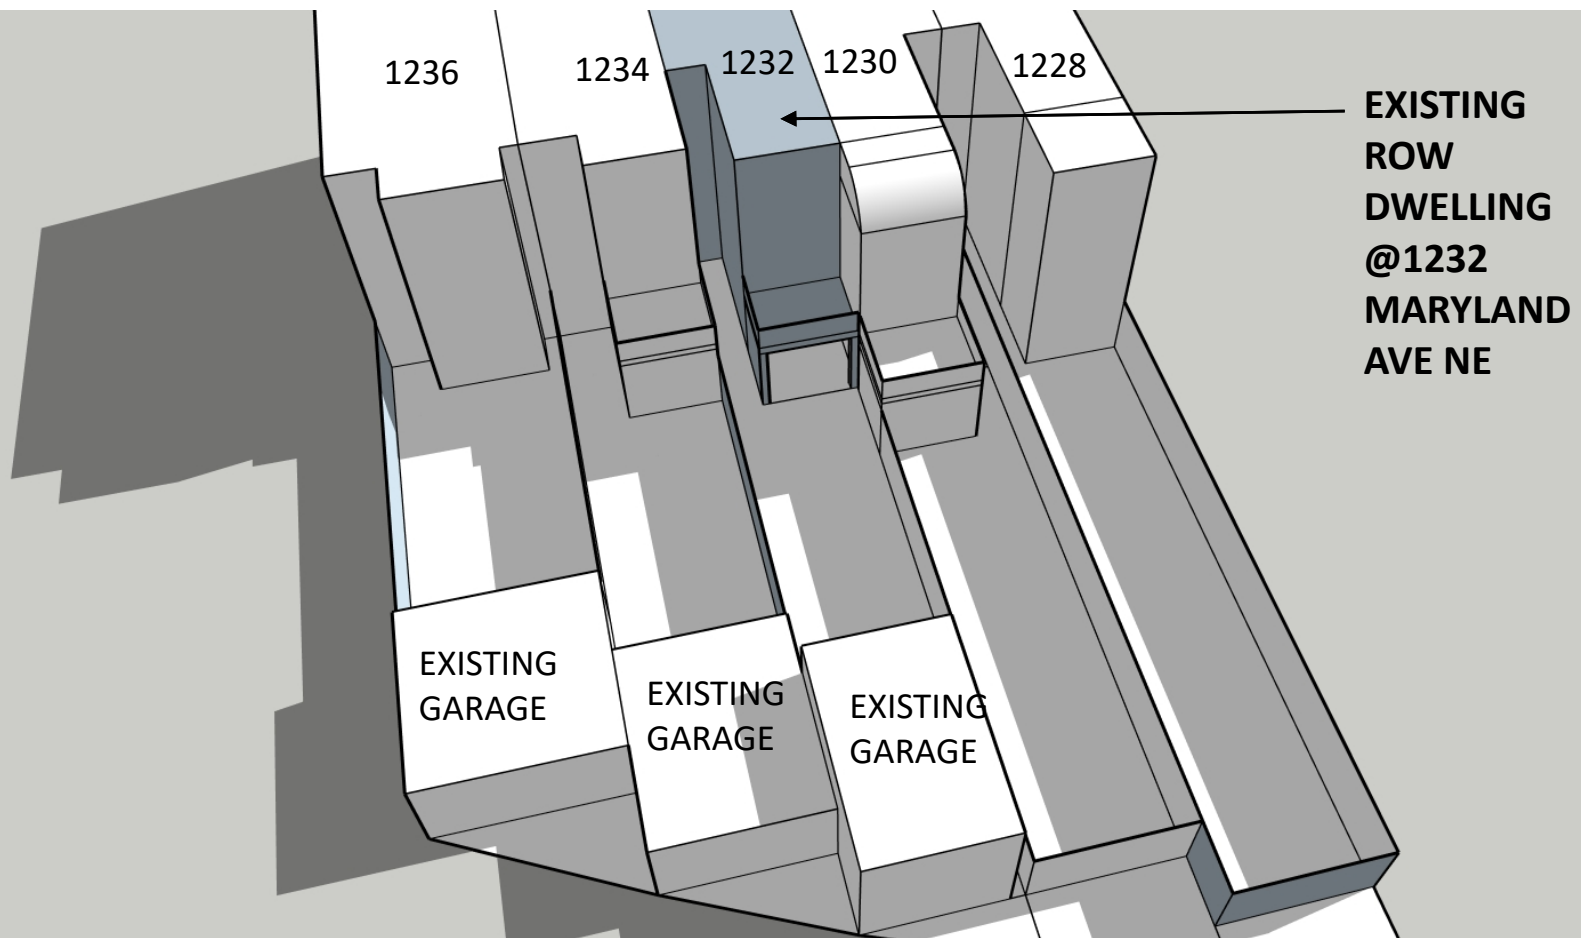 1236
1234
1232
1230
1228
EXISTING
ROW
DWELLING
@1232
MARYLAND
AVE NE
EXISTING
GARAGE
EXISTING
GARAGE
EXISTING
GARAGE